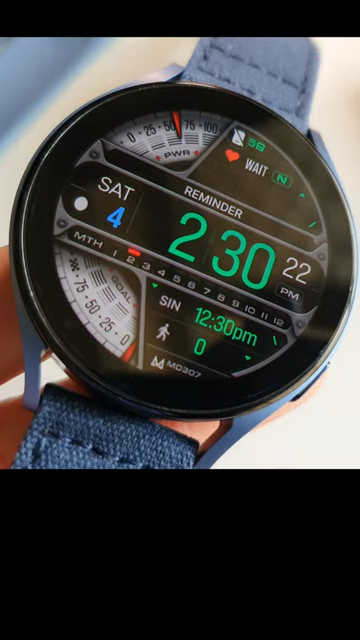 0 25 50 75 100
PWR
58
WAIT N
REMINDER
SAT
4
2 30 22
PM
MTH 1 2 3 4 5 6 7 8 9 10 11 12
75 50 25 0
GOAL
SIN 12:30pm
0
MD307